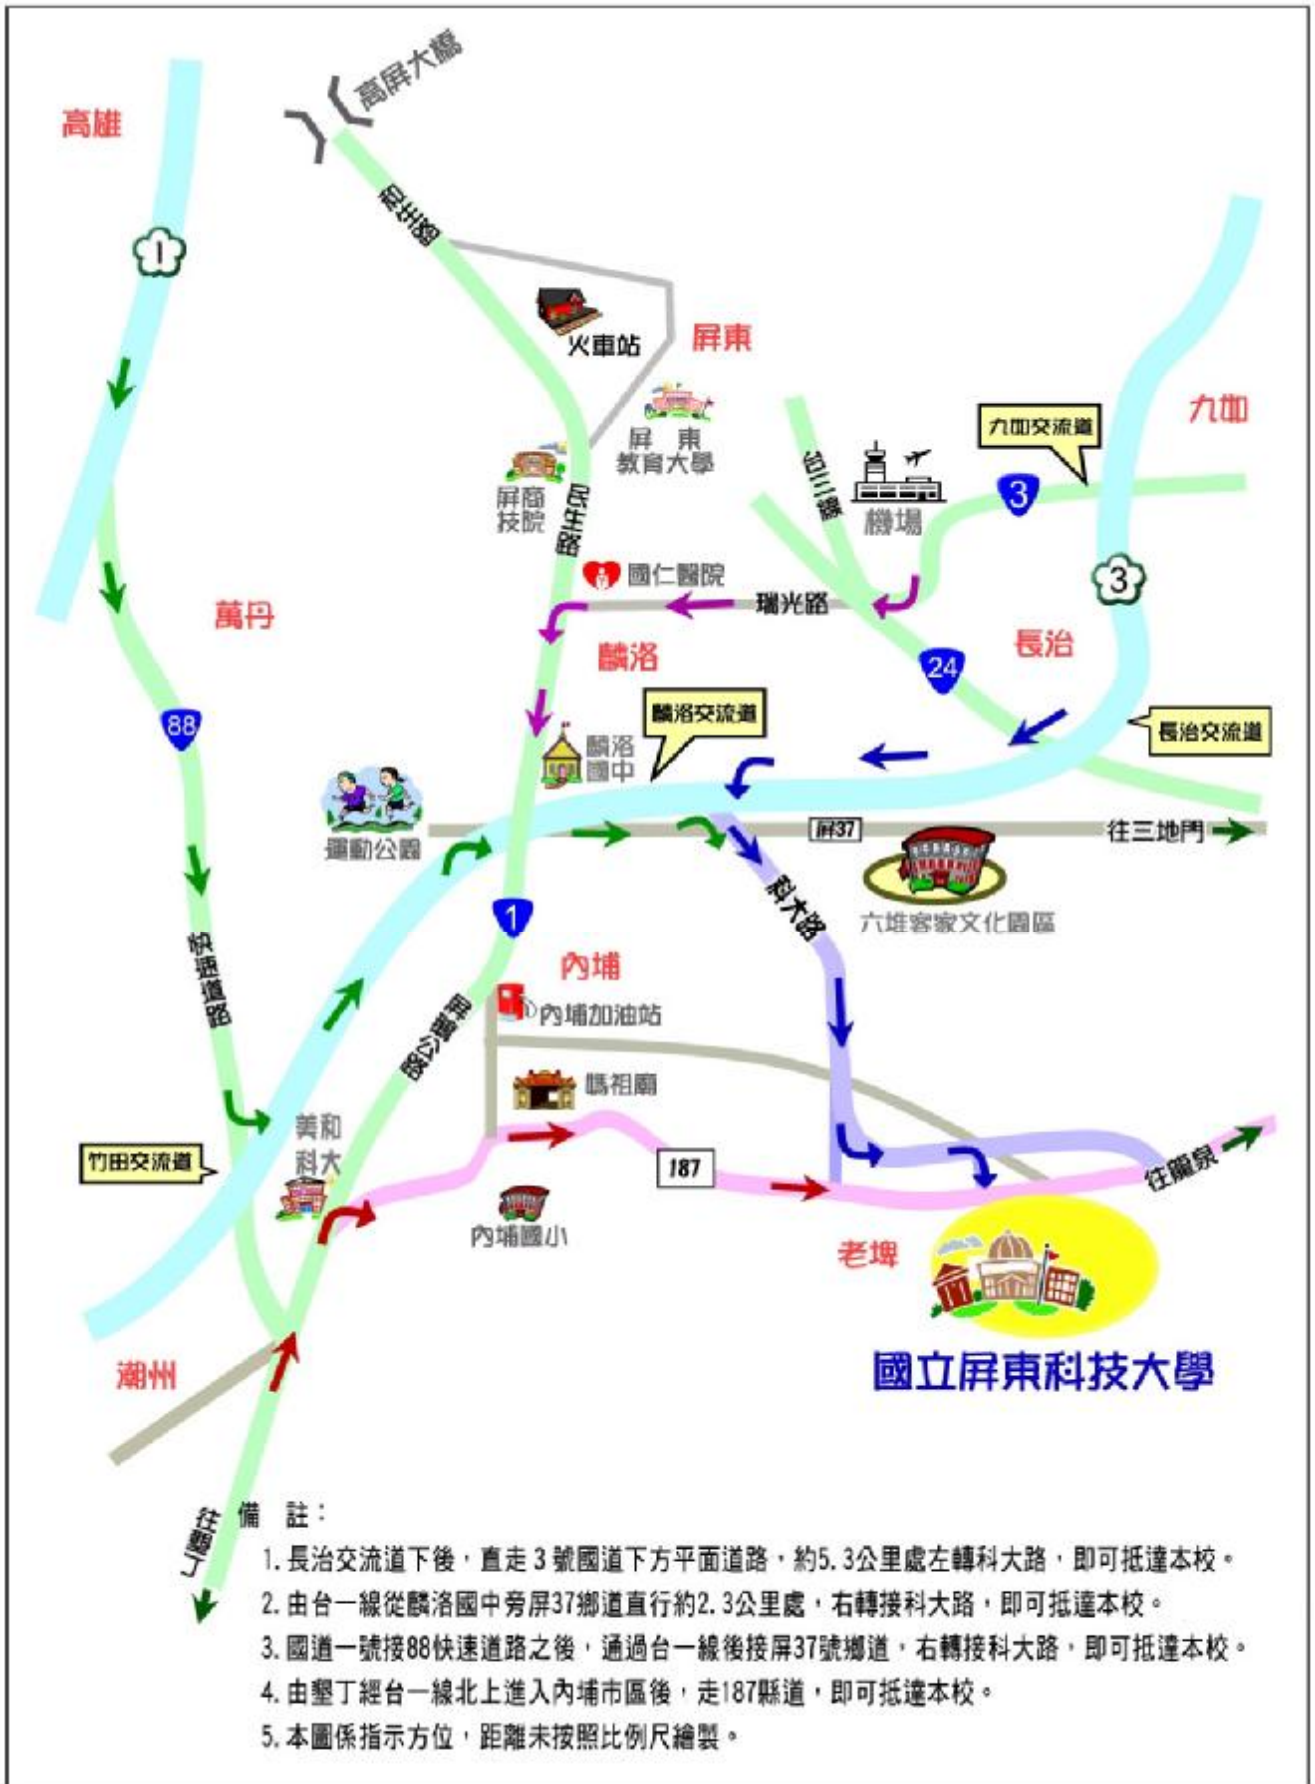 高屏大橋
高雄
1
和生路
火車站
屏東
屏 東
教育大學
九如
九如交流道
屏商
技院
民生路
沿山線
機場
3
3
國仁醫院
瑞光路
萬丹
麟洛
長治
24
88
麟洛交流道
長治交流道
麟洛
國中
運動公園
屏37
往三地門
1
科大路
六堆客家文化園區
快速道路
內埔
內埔加油站
屏鵝公路
媽祖廟
美和
科大
竹田交流道
187
往龍泉
內埔國小
老埤
國立屏東科技大學
潮州
往墾丁
備 註：
1.長治交流道下後，直走3號國道下方平面道路，約5.3公里處左轉科大路，即可抵達本校。
2.由台一線從麟洛國中旁屏37鄉道直行約2.3公里處，右轉接科大路，即可抵達本校。
3.國道一號接88快速道路之後，通過台一線後接屏37號鄉道，右轉接科大路，即可抵達本校。
4.由墾丁經台一線北上進入內埔市區後，走187縣道，即可抵達本校。
5.本圖係指示方位，距離未按照比例尺繪製。